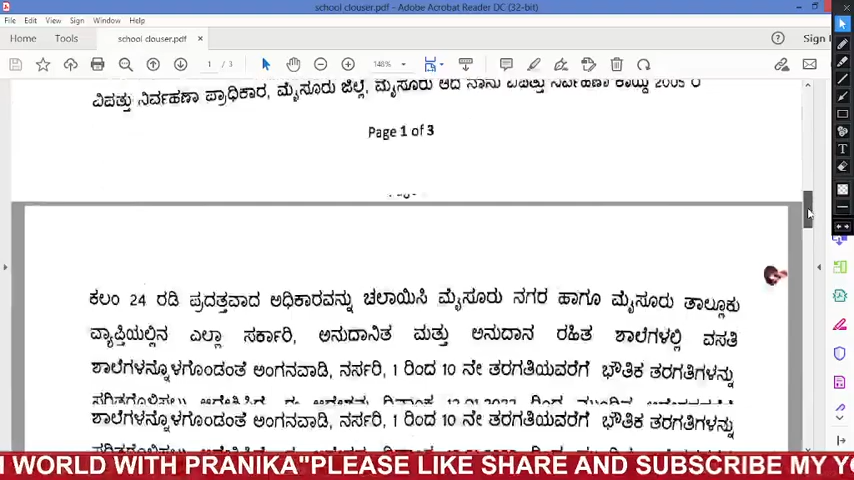 school clouser.pdf - Adobe Acrobat Reader DC (32-bit)
File Edit View Sign Window Help
Home Tools school clouser.pdf × Sign I
1 / 3 146%
ವಿಪತ್ತು ನಿರ್ವಹಣಾ ಪ್ರಾಧಿಕಾರ, ಮೈಸೂರು ಜಿಲ್ಲೆ, ಮೈಸೂರು ಆದ ನಾನು ವಿಪತ್ತು ನಿರ್ವಹಣಾ ಕಾಯ್ದೆ 2005 ರ
Page 1 of 3
ಕಲಂ 24 ರಡಿ ಪ್ರದತ್ತವಾದ ಅಧಿಕಾರವನ್ನು ಚಲಾಯಿಸಿ ಮೈಸೂರು ನಗರ ಹಾಗೂ ಮೈಸೂರು ತಾಲ್ಲೂಕು
ವ್ಯಾಪ್ತಿಯಲ್ಲಿನ ಎಲ್ಲಾ ಸರ್ಕಾರಿ, ಅನುದಾನಿತ ಮತ್ತು ಅನುದಾನ ರಹಿತ ಶಾಲೆಗಳಲ್ಲಿ ವಸತಿ
ಶಾಲೆಗಳನ್ನೊಳಗೊಂಡಂತೆ ಅಂಗನವಾಡಿ, ನರ್ಸರಿ, 1 ರಿಂದ 10 ನೇ ತರಗತಿಯವರೆಗೆ ಭೌತಿಕ ತರಗತಿಗಳನ್ನು
ಶಾಲೆಗಳನ್ನೊಳಗೊಂಡಂತೆ ಅಂಗನವಾಡಿ, ನರ್ಸರಿ, 1 ರಿಂದ 10 ನೇ ತರಗತಿಯವರೆಗೆ ಭೌತಿಕ ತರಗತಿಗಳನ್ನು
N WORLD WITH PRANIKA"PLEASE LIKE SHARE AND SUBSCRIBE MY YO